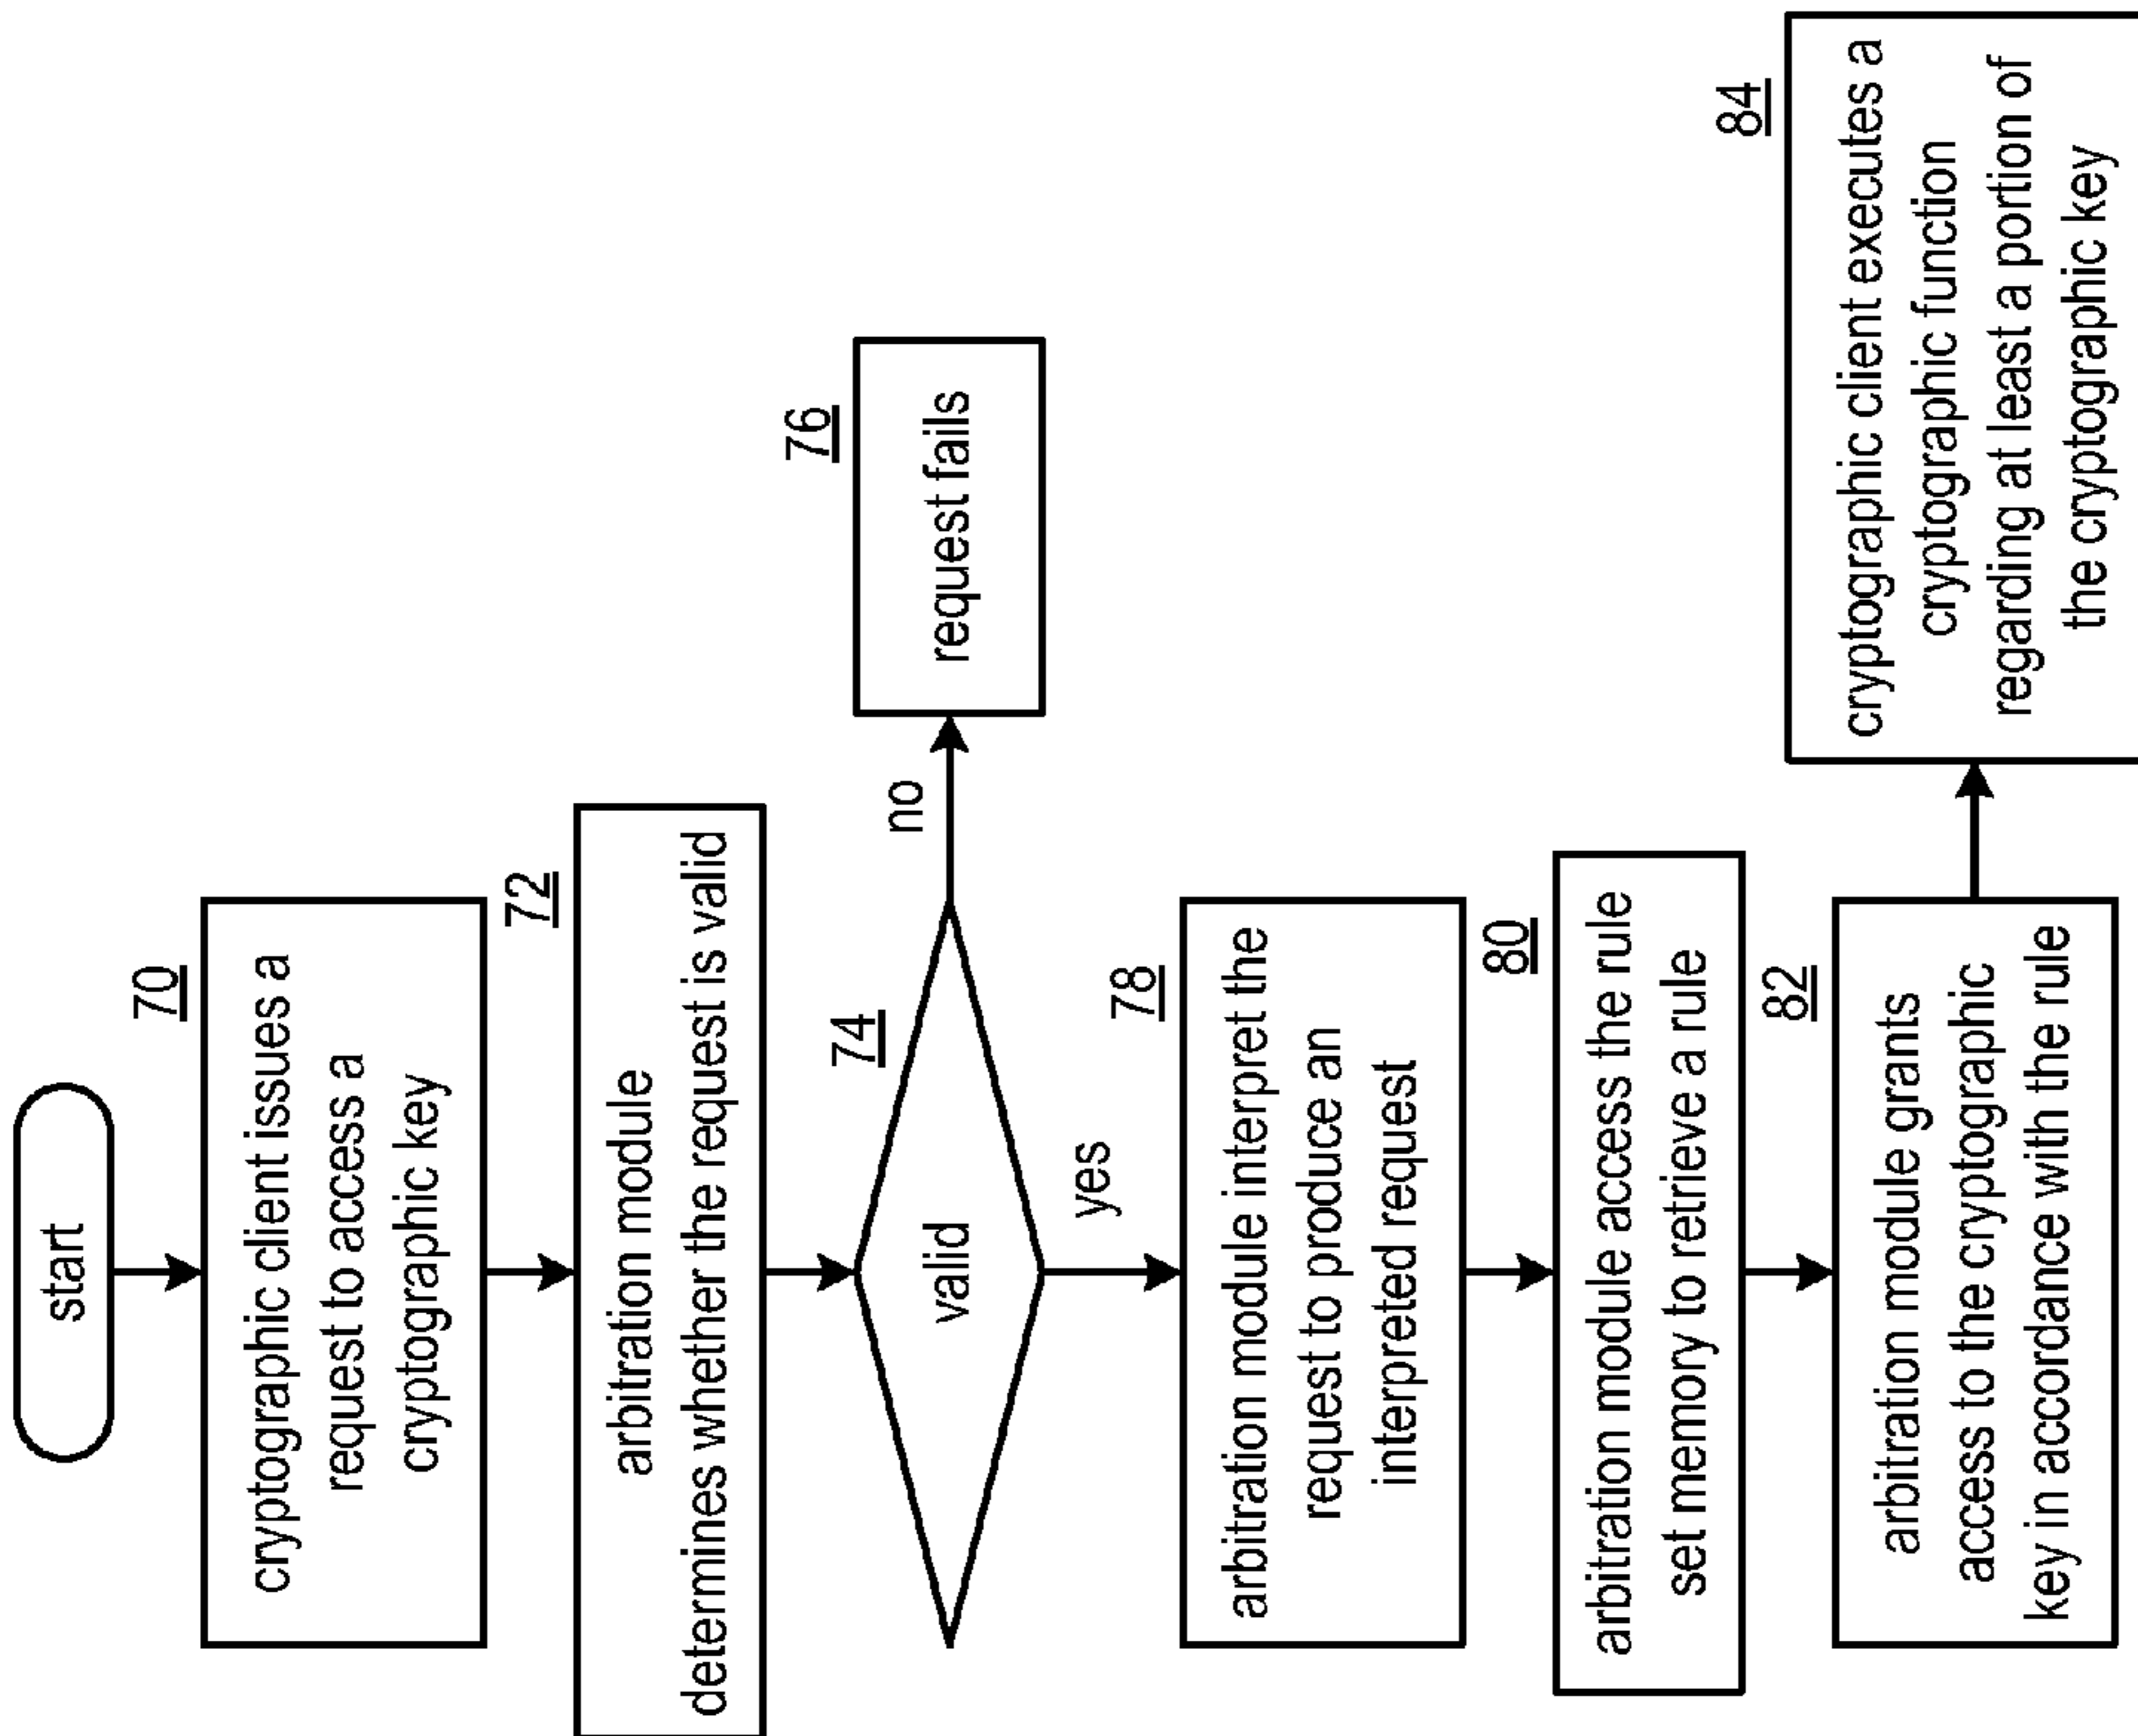 start
70
cryptographic client issues a
request to access a
cryptographic key
72
arbitration module
determines whether the request is valid
74
valid
no
76
request fails
yes
78
arbitration module interpret the
request to produce an
interpreted request
80
arbitration module access the rule
set memory to retrieve a rule
82
arbitration module grants
access to the cryptographic
key in accordance with the rule
84
cryptographic client executes a
cryptographic function
regarding at least a portion of
the cryptographic key